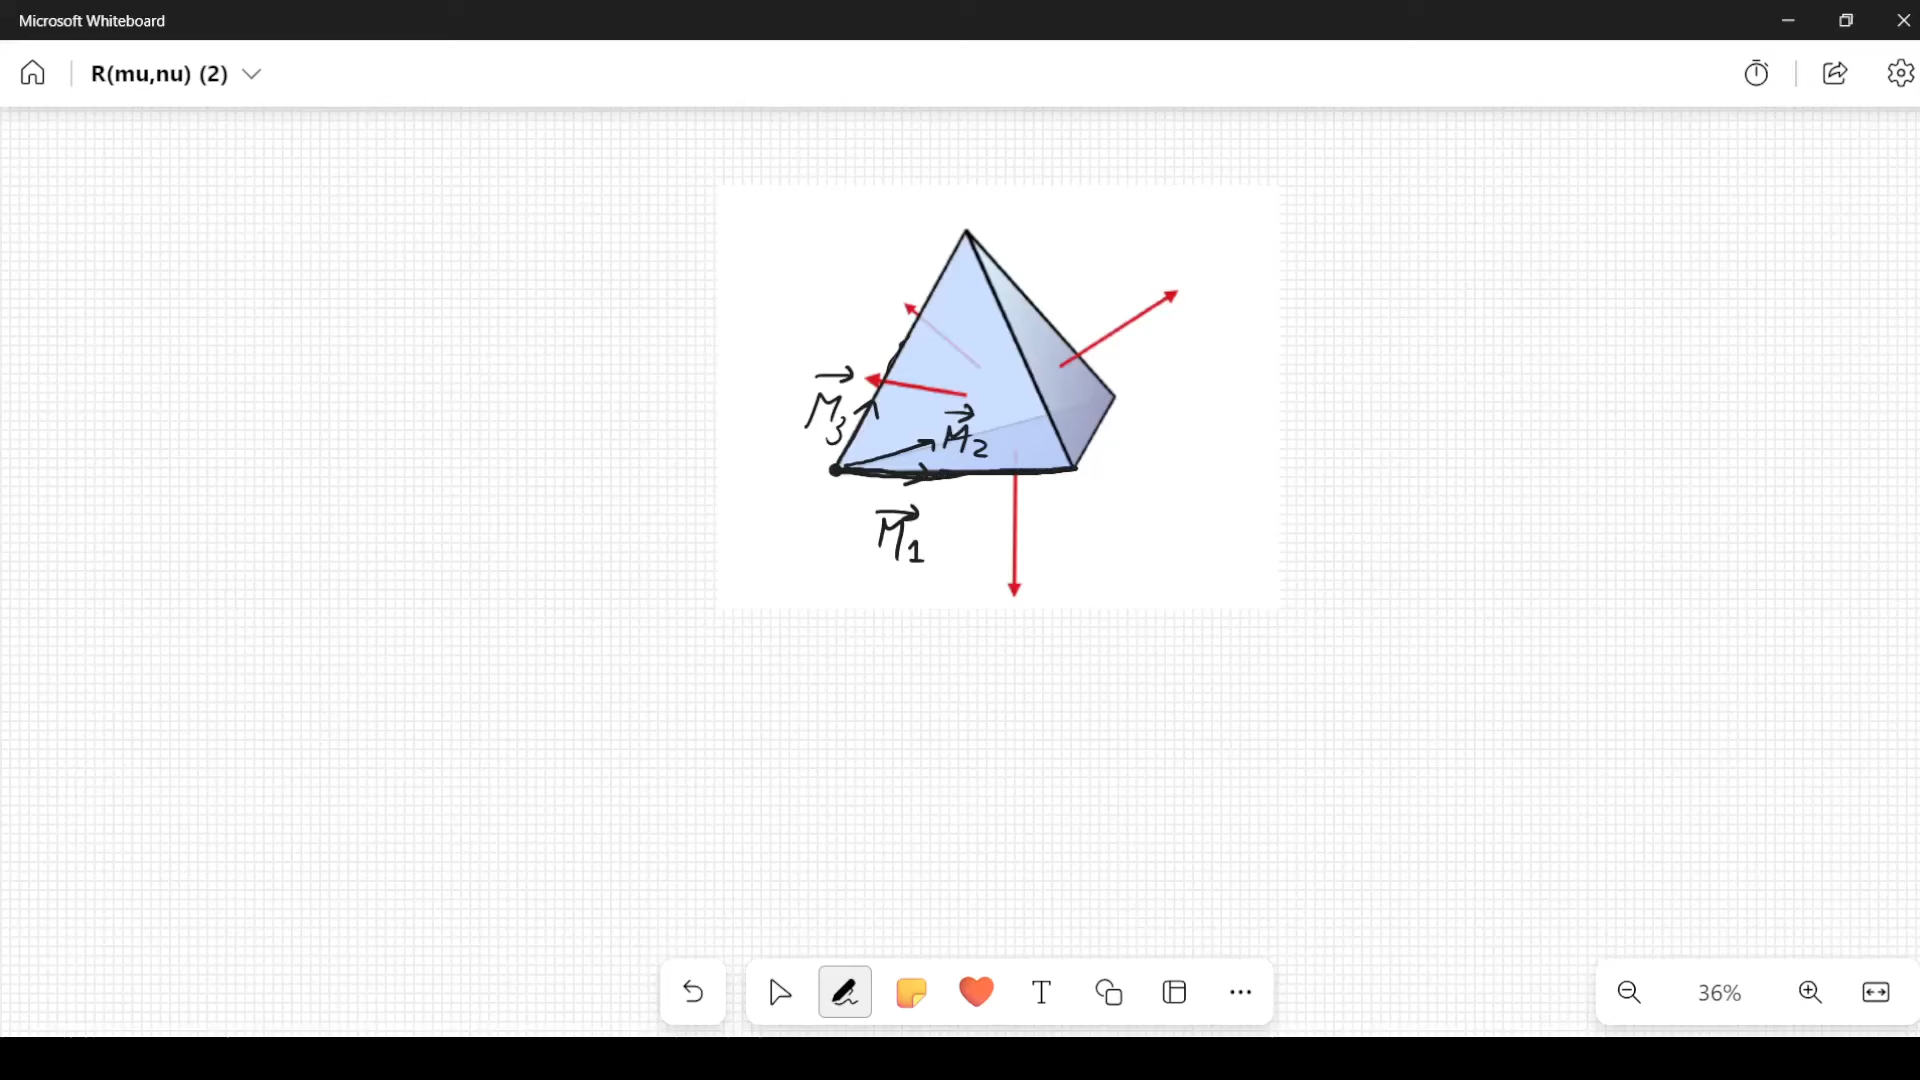 Microsoft Whiteboard
R(mu,nu) (2)
M⃗3
M⃗2
M⃗1
T
36%